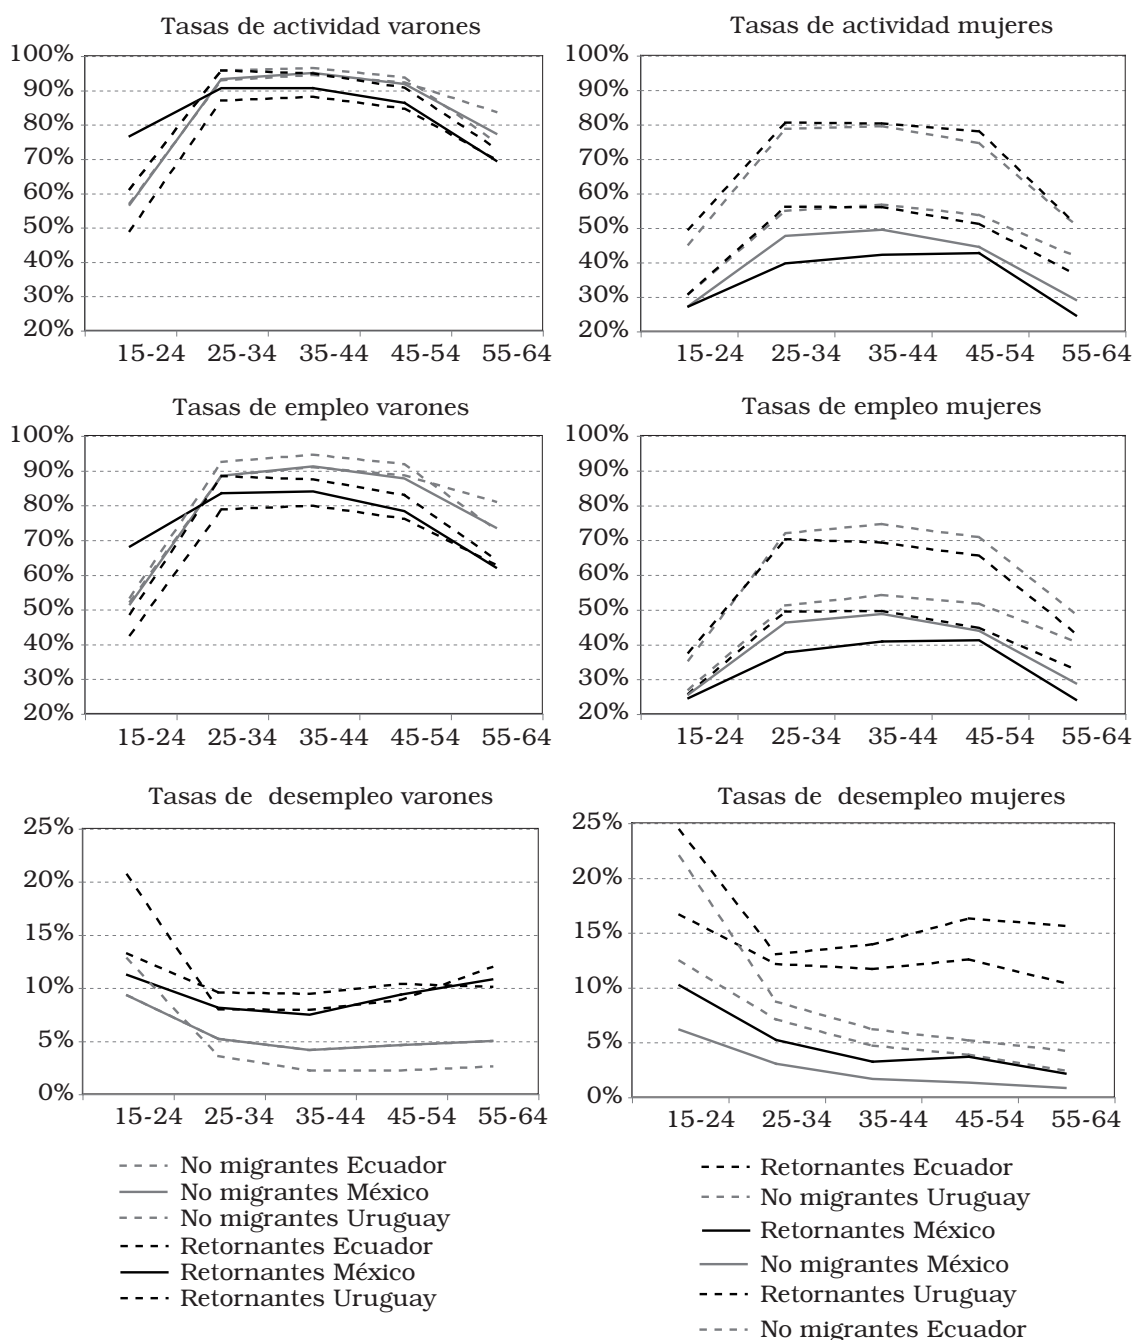 Tasas de actividad varones
100%
90%
80%
70%
60%
50%
40%
30%
20%
15-24 25-34 35-44 45-54 55-64
Tasas de actividad mujeres
100%
90%
80%
70%
60%
50%
40%
30%
20%
15-24 25-34 35-44 45-54 55-64
Tasas de empleo varones
100%
90%
80%
70%
60%
50%
40%
30%
20%
15-24 25-34 35-44 45-54 55-64
Tasas de empleo mujeres
100%
90%
80%
70%
60%
50%
40%
30%
20%
15-24 25-34 35-44 45-54 55-64
Tasas de desempleo varones
25%
20%
15%
10%
5%
0%
15-24 25-34 35-44 45-54 55-64
No migrantes Ecuador
No migrantes México
No migrantes Uruguay
Retornantes Ecuador
Retornantes México
Retornantes Uruguay
Tasas de desempleo mujeres
25%
20%
15%
10%
5%
0%
15-24 25-34 35-44 45-54 55-64
Retornantes Ecuador
No migrantes Uruguay
Retornantes México
No migrantes México
Retornantes Uruguay
No migrantes Ecuador